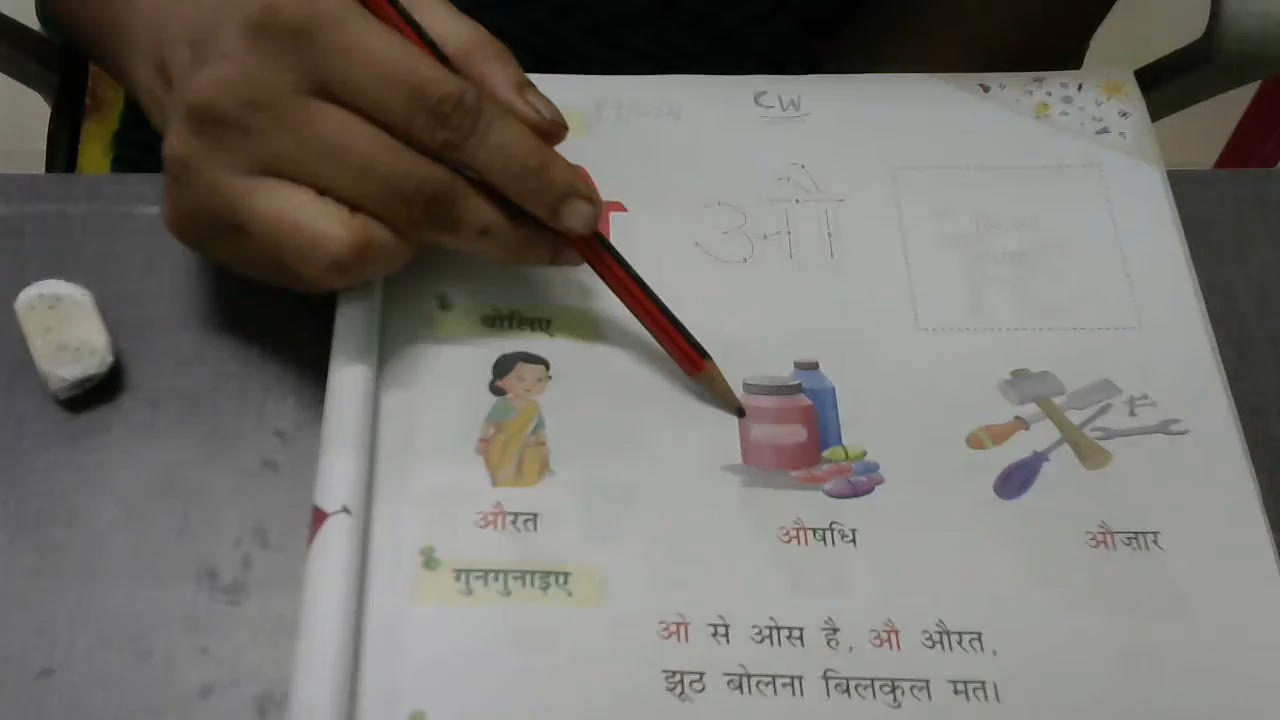 CW
औ
बोलिए
औरत औषधि औज़ार
गुनगुनाइए
ओ से ओस है, औ औरत,
झूठ बोलना बिलकुल मत।